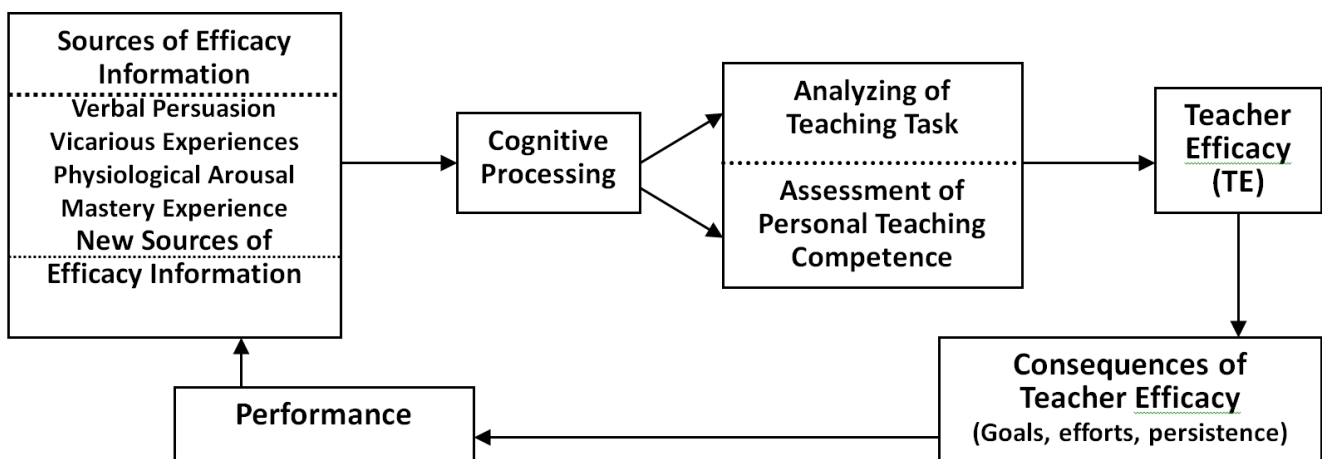 Sources of Efficacy
Information
Verbal Persuasion
Vicarious Experiences
Physiological Arousal
Mastery Experience
New Sources of
Efficacy Information
Cognitive
Processing
Analyzing of
Teaching Task
Assessment of
Personal Teaching
Competence
Teacher
Efficacy
(TE)
Consequences of
Teacher Efficacy
(Goals, efforts, persistence)
Performance